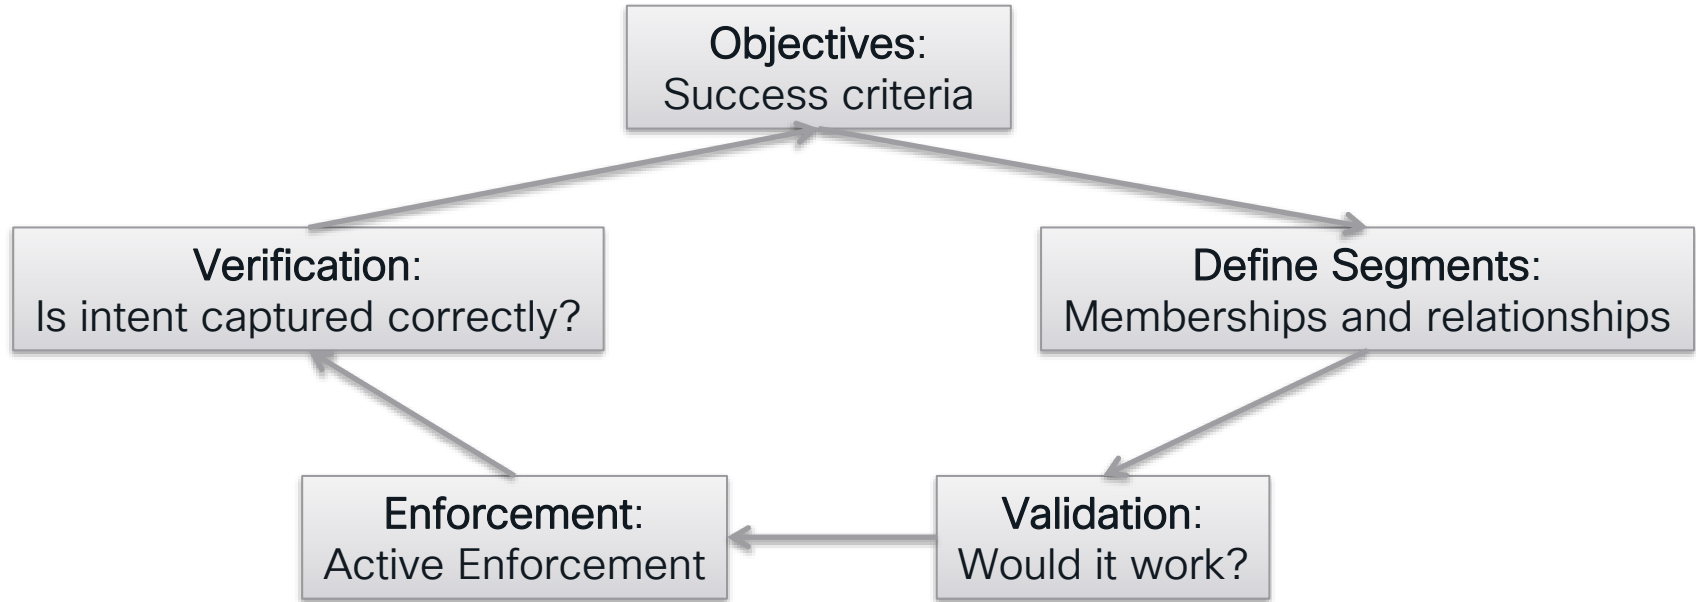 Objectives:
Success criteria
Verification:
Is intent captured correctly?
Define Segments:
Memberships and relationships
Enforcement:
Active Enforcement
Validation:
Would it work?